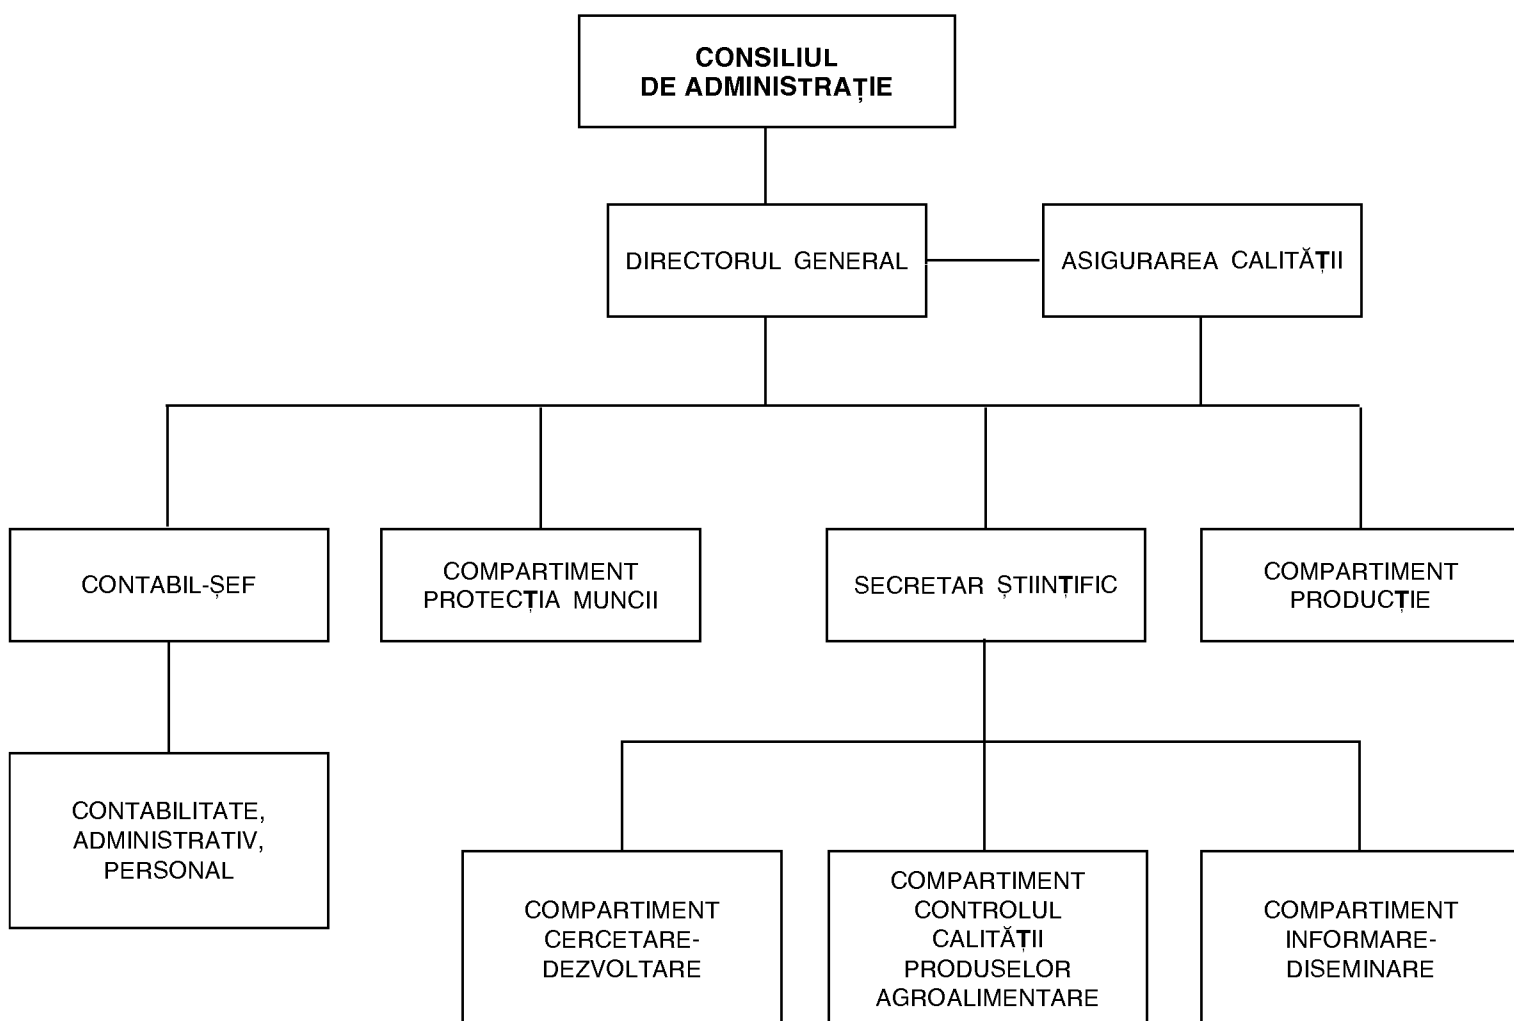 CONSILIUL
DE ADMINISTRAȚIE
DIRECTORUL GENERAL
ASIGURAREA CALITĂȚII
CONTABIL-ȘEF
COMPARTIMENT
PROTECȚIA MUNCII
SECRETAR ȘTIINȚIFIC
COMPARTIMENT
PRODUCȚIE
CONTABILITATE,
ADMINISTRATIV,
PERSONAL
COMPARTIMENT
CERCETARE-
DEZVOLTARE
COMPARTIMENT
CONTROLUL
CALITĂȚII
PRODUSELOR
AGROALIMENTARE
COMPARTIMENT
INFORMARE-
DISEMINARE